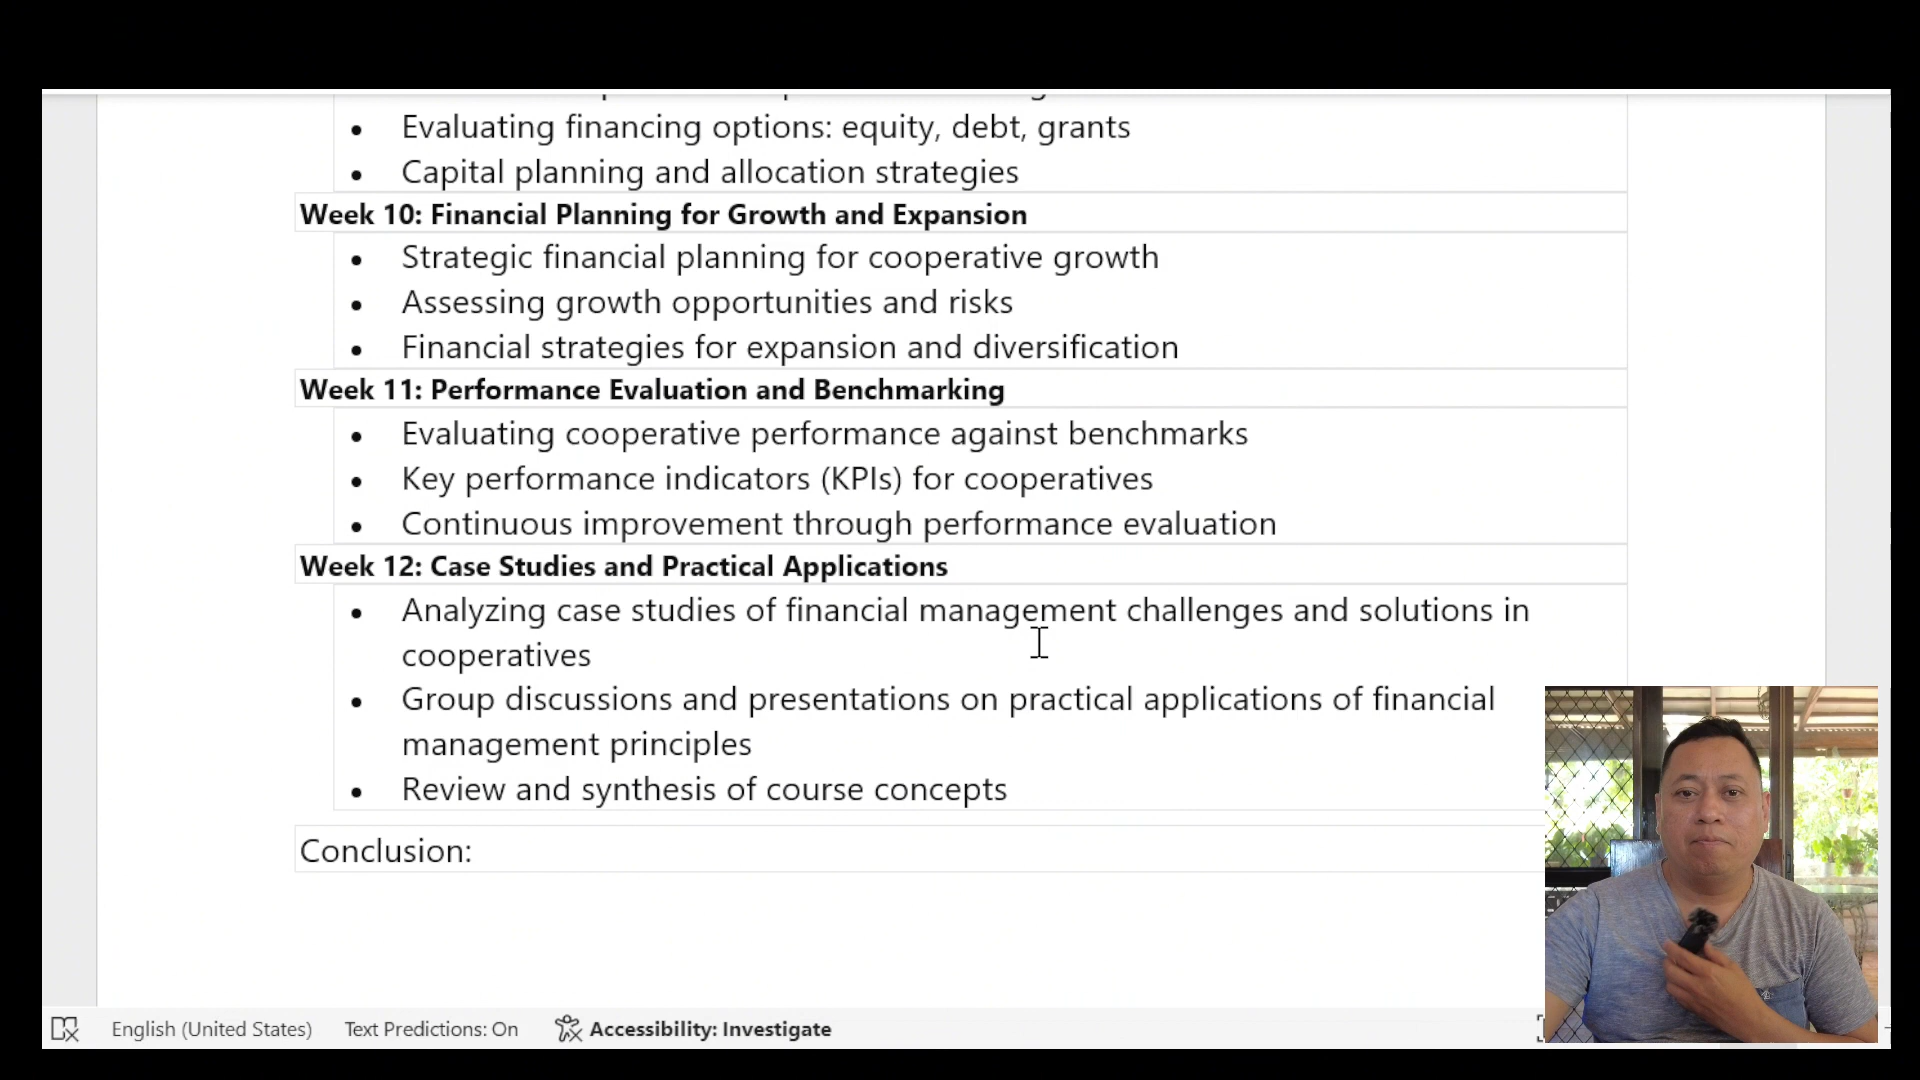 • Evaluating financing options: equity, debt, grants
• Capital planning and allocation strategies
Week 10: Financial Planning for Growth and Expansion
• Strategic financial planning for cooperative growth
• Assessing growth opportunities and risks
• Financial strategies for expansion and diversification
Week 11: Performance Evaluation and Benchmarking
• Evaluating cooperative performance against benchmarks
• Key performance indicators (KPIs) for cooperatives
• Continuous improvement through performance evaluation
Week 12: Case Studies and Practical Applications
• Analyzing case studies of financial management challenges and solutions in
cooperatives
• Group discussions and presentations on practical applications of financial
management principles
• Review and synthesis of course concepts
Conclusion:
English (United States) Text Predictions: On Accessibility: Investigate